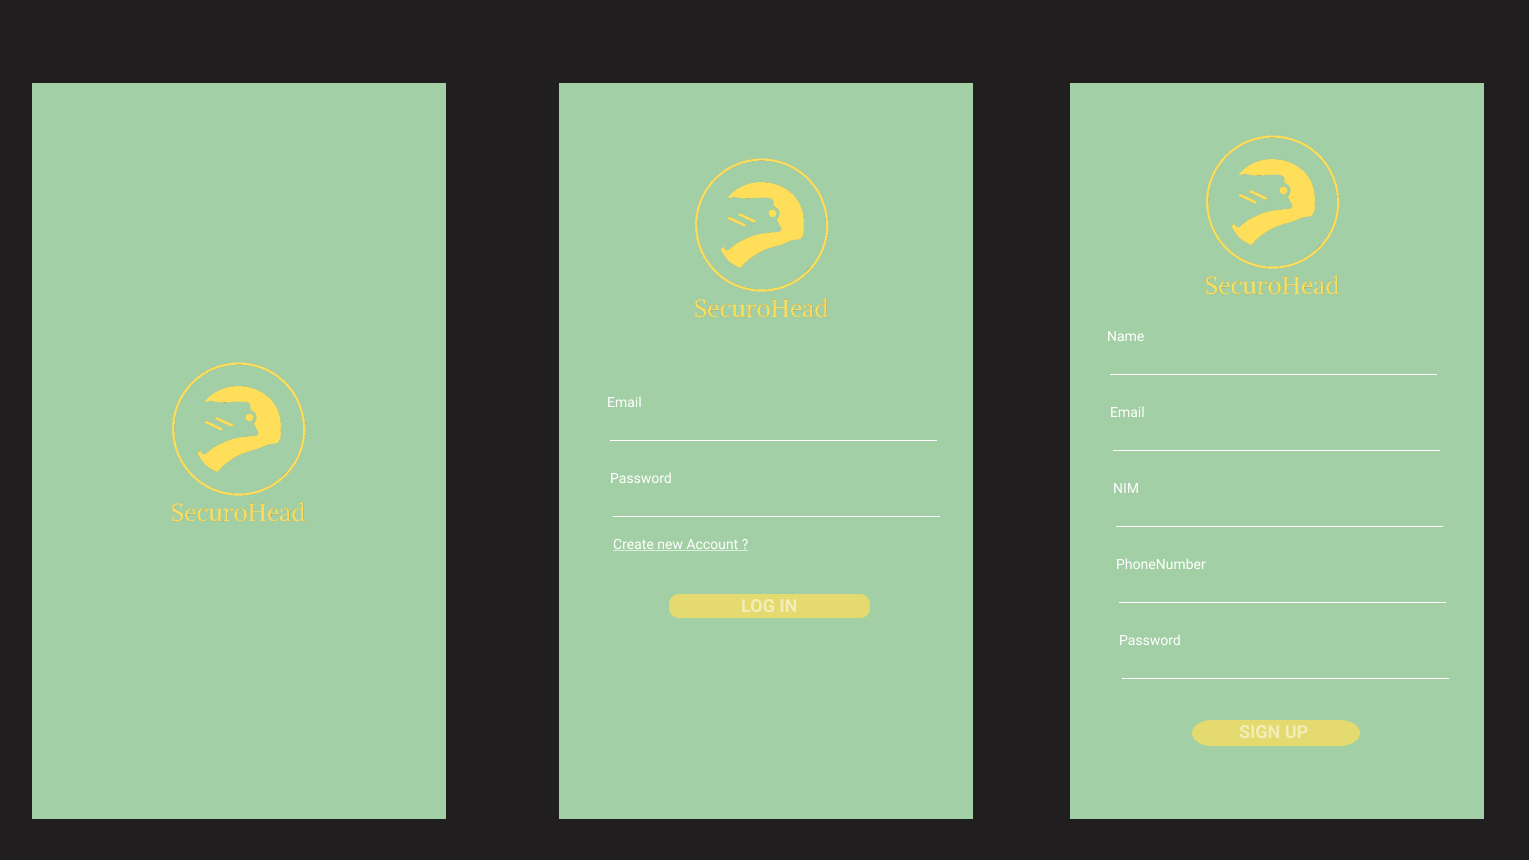 SecuroHead
SecuroHead
Email
Password
Create new Account ?
LOG IN
SecuroHead
Name
Email
NIM
PhoneNumber
Password
SIGN UP